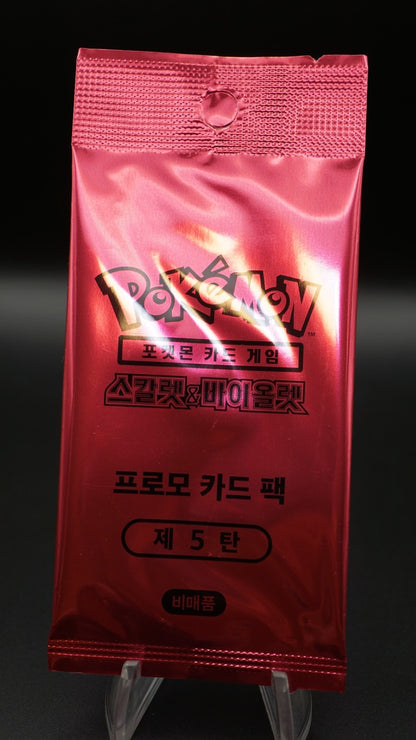 POKéMON™
포켓몬 카드 게임
스칼렛&바이올렛
프로모 카드 팩
제 5 탄
비매품